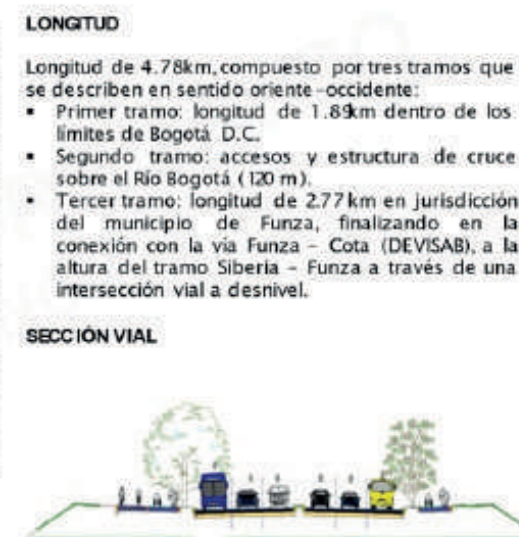 LONGITUD
Longitud de 4.78km, compuesto por tres tramos que
se describen en sentido oriente-occidente:
▪ Primer tramo: longitud de 1.89km dentro de los
límites de Bogotá D.C.
▪ Segundo tramo: accesos y estructura de cruce
sobre el Río Bogotá (120 m).
▪ Tercer tramo: longitud de 2.77 km en jurisdicción
del municipio de Funza, finalizando en la
conexión con la vía Funza - Cota (DEVISAB), a la
altura del tramo Siberia - Funza a través de una
intersección vial a desnivel.
SECCIÓN VIAL